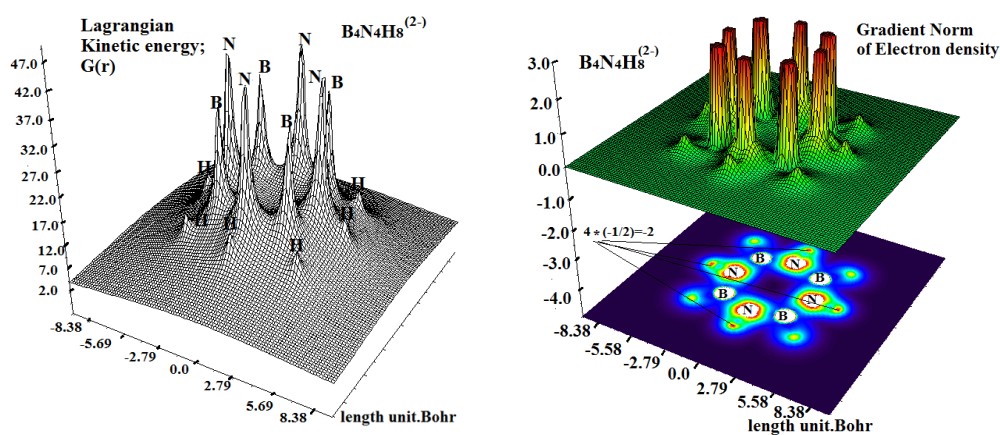 Lagrangian
Kinetic energy;
G(r)
B₄N₄H₈⁽²⁻⁾
N
N
N
N
B
B
B
B
H
H
H
H
H
H
47.0
42.0
37.0
32.0
27.0
22.0
17.0
12.0
7.0
2.0
-8.38
-5.69
-2.79
0.0
2.79
5.69
8.38
length unit.Bohr
Gradient Norm
of Electron density
B₄N₄H₈⁽²⁻⁾
3.0
2.0
1.0
0.0
-1.0
-2.0
-3.0
-4.0
4*(-1/2)=-2
B
N
N
B
B
N
N
B
-8.38
-5.58
-2.79
0.0
2.79
5.58
8.38
length unit.Bohr